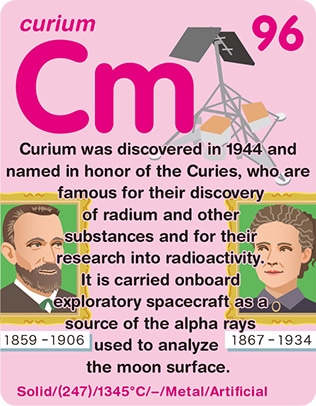 curium
96
Cm
Curium was discovered in 1944 and
named in honor of the Curies, who are
famous for their discovery
of radium and other
substances and for their
research into radioactivity.
It is carried onboard
exploratory spacecraft as a
source of the alpha rays
used to analyze
the moon surface.
1859 -1906
1867-1934
Solid/(247)/1345°C/−/Metal/Artificial